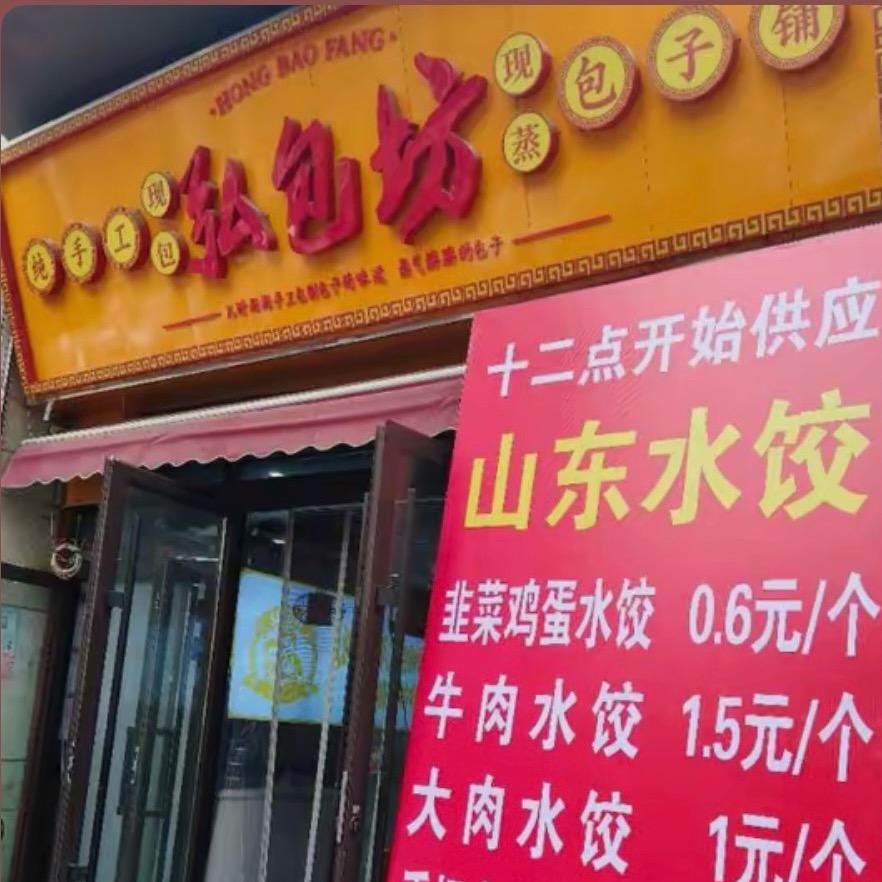 HONG BAO FANG
纯手工现包
弘包坊
现蒸包子铺
十二点开始供应
山东水饺
韭菜鸡蛋水饺 0.6元/个
牛肉水饺 1.5元/个
大肉水饺 1元/个